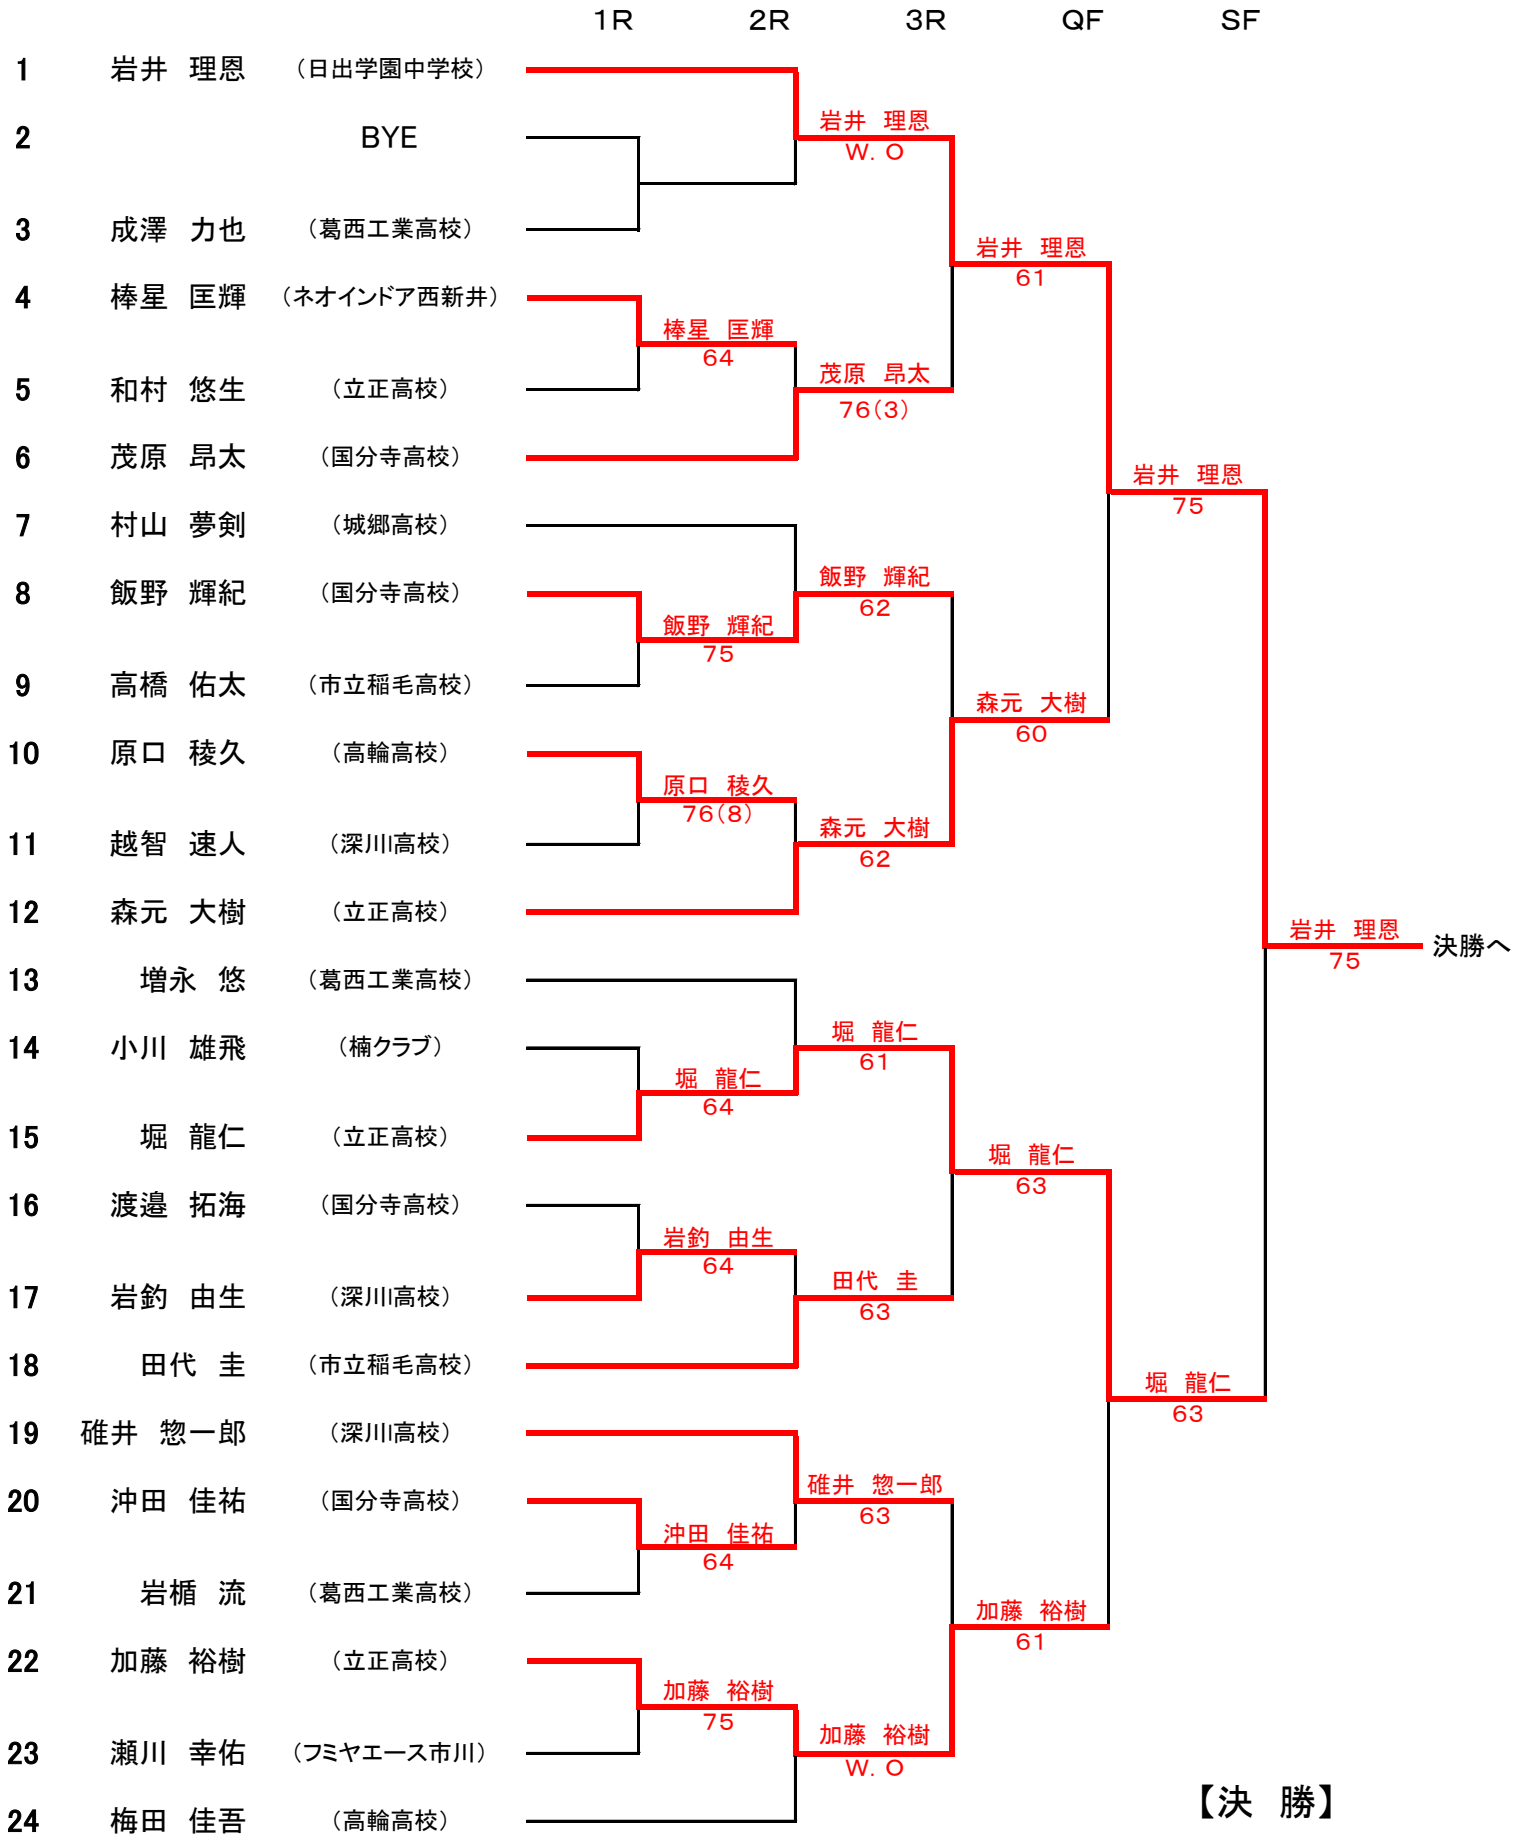 1R 2R 3R QF SF
1 岩井 理恩 （日出学園中学校）
岩井 理恩
2 BYE
W．O
3 成澤 力也 （葛西工業高校）
岩井 理恩
61
4 棒星 匡輝 （ネオインドア西新井）
棒星 匡輝
64
茂原 昂太
5 和村 悠生 （立正高校）
76（3）
6 茂原 昂太 （国分寺高校）
岩井 理恩
75
7 村山 夢剣 （城郷高校）
飯野 輝紀
8 飯野 輝紀 （国分寺高校）
62
飯野 輝紀
75
9 高橋 佑太 （市立稲毛高校）
森元 大樹
60
10 原口 稜久 （高輪高校）
原口 稜久
76（8）
森元 大樹
11 越智 速人 （深川高校）
62
12 森元 大樹 （立正高校）
岩井 理恩
決勝へ
75
13 増永 悠 （葛西工業高校）
堀 龍仁
14 小川 雄飛 （楠クラブ）
61
堀 龍仁
64
15 堀 龍仁 （立正高校）
堀 龍仁
63
16 渡邉 拓海 （国分寺高校）
岩釣 由生
64
田代 圭
17 岩釣 由生 （深川高校）
63
18 田代 圭 （市立稲毛高校）
堀 龍仁
63
19 碓井 惣一郎 （深川高校）
碓井 惣一郎
20 沖田 佳祐 （国分寺高校）
63
沖田 佳祐
64
21 岩楯 流 （葛西工業高校）
加藤 裕樹
61
22 加藤 裕樹 （立正高校）
加藤 裕樹
75
加藤 裕樹
23 瀬川 幸佑 （フミヤエース市川）
W．O
【決 勝】
24 梅田 佳吾 （高輪高校）